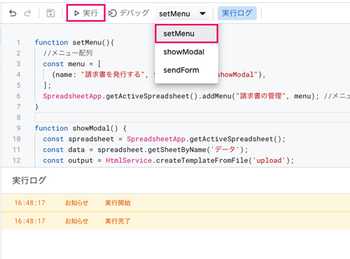 実行
デバッグ
setMenu
実行ログ
setMenu
showModal
sendForm
1 function setMenu(){
2 //メニュー配列
3 const menu = [
4 {name: "請求書を発行する", showModal"},
5 ];
6 SpreadsheetApp.getActiveSpreadsheet().addMenu("請求書の管理", menu); //メニ
7 }
8
9 function showModal() {
10 const spreadsheet = SpreadsheetApp.getActiveSpreadsheet();
11 const data = spreadsheet.getSheetByName('データ');
12 const output = HtmlService.createTemplateFromFile('upload');
実行ログ
16:48:17 お知らせ 実行開始
16:48:17 お知らせ 実行完了